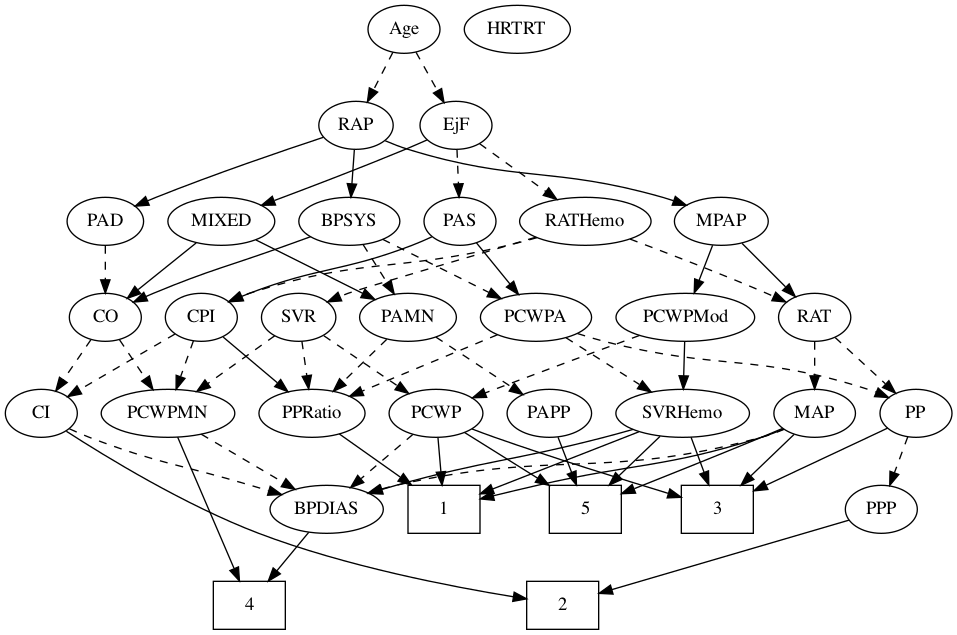 Age
HRTRT
RAP
EjF
PAD
MIXED
BPSYS
PAS
RATHemo
MPAP
CO
CPI
SVR
PAMN
PCWPA
PCWPMod
RAT
CI
PCWPMN
PPRatio
PCWP
PAPP
SVRHemo
MAP
PP
BPDIAS
1
5
3
PPP
4
2